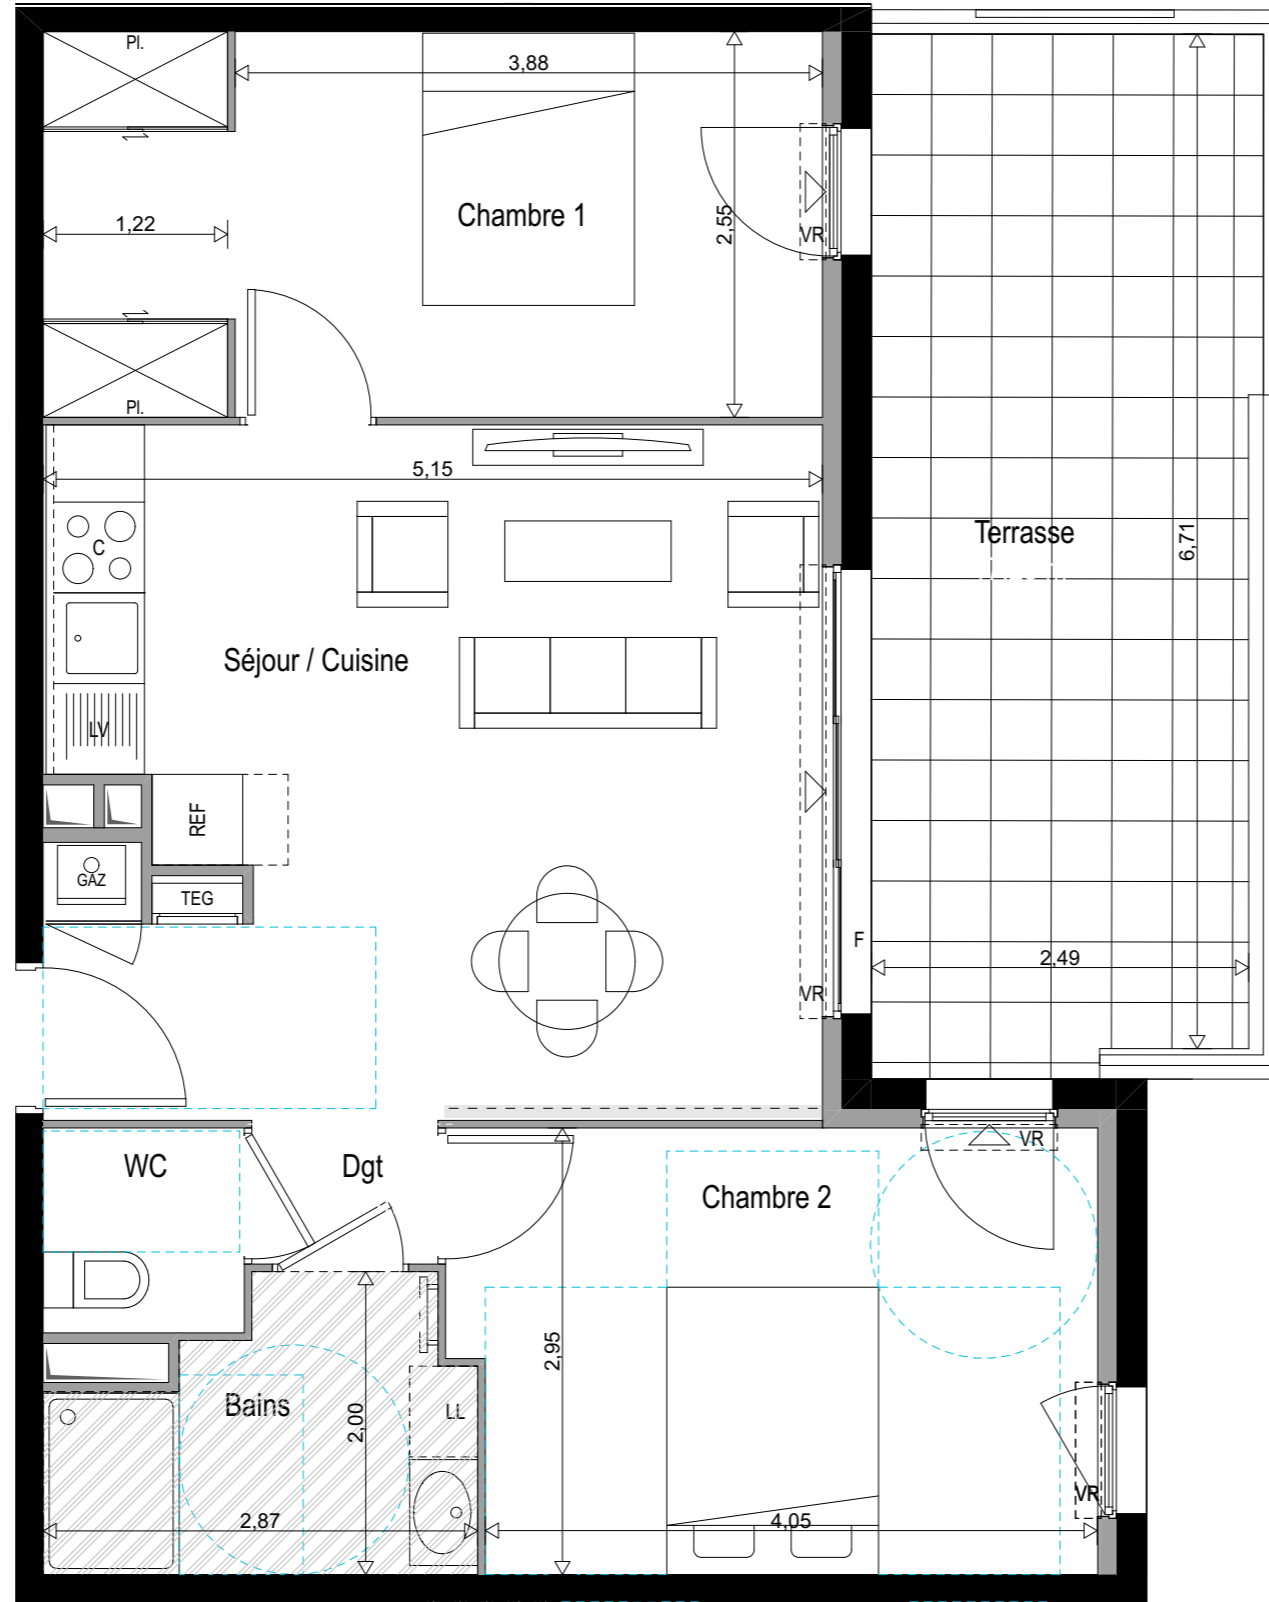 Pl.
3,88
Chambre 1
1,22
2,55
VR
Pl.
5,15
C
Terrasse
6,71
Séjour / Cuisine
LV
REF
GAZ
TEG
F
2,49
VR
WC
Dgt
VR
Chambre 2
2,95
Bains
LL
2,00
VR
2,87
4,05